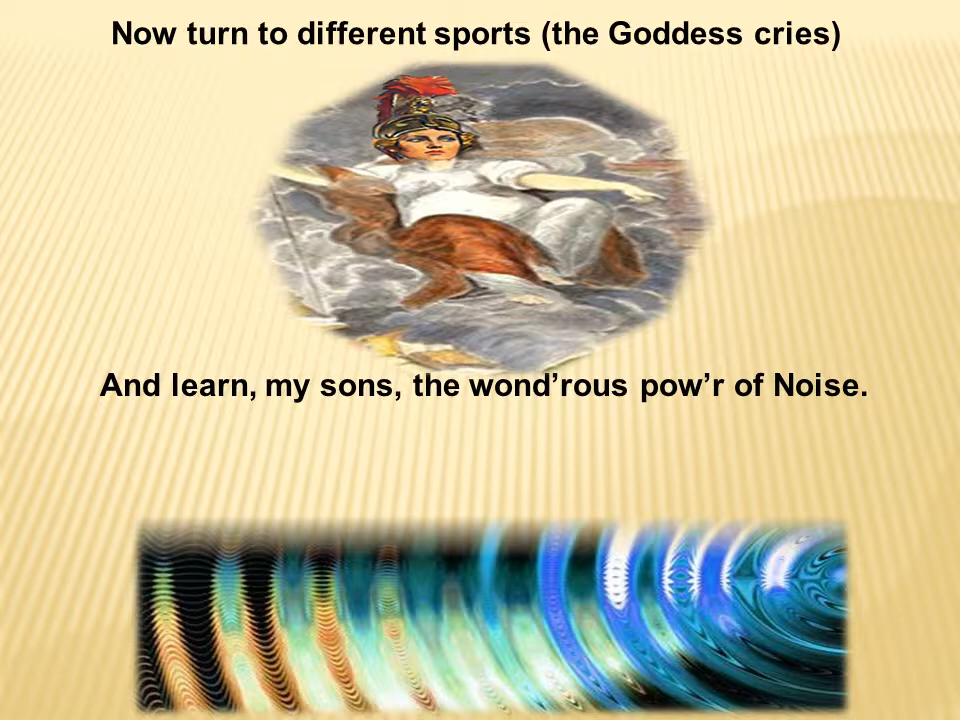 Now turn to different sports (the Goddess cries)
And learn, my sons, the wond’rous pow’r of Noise.